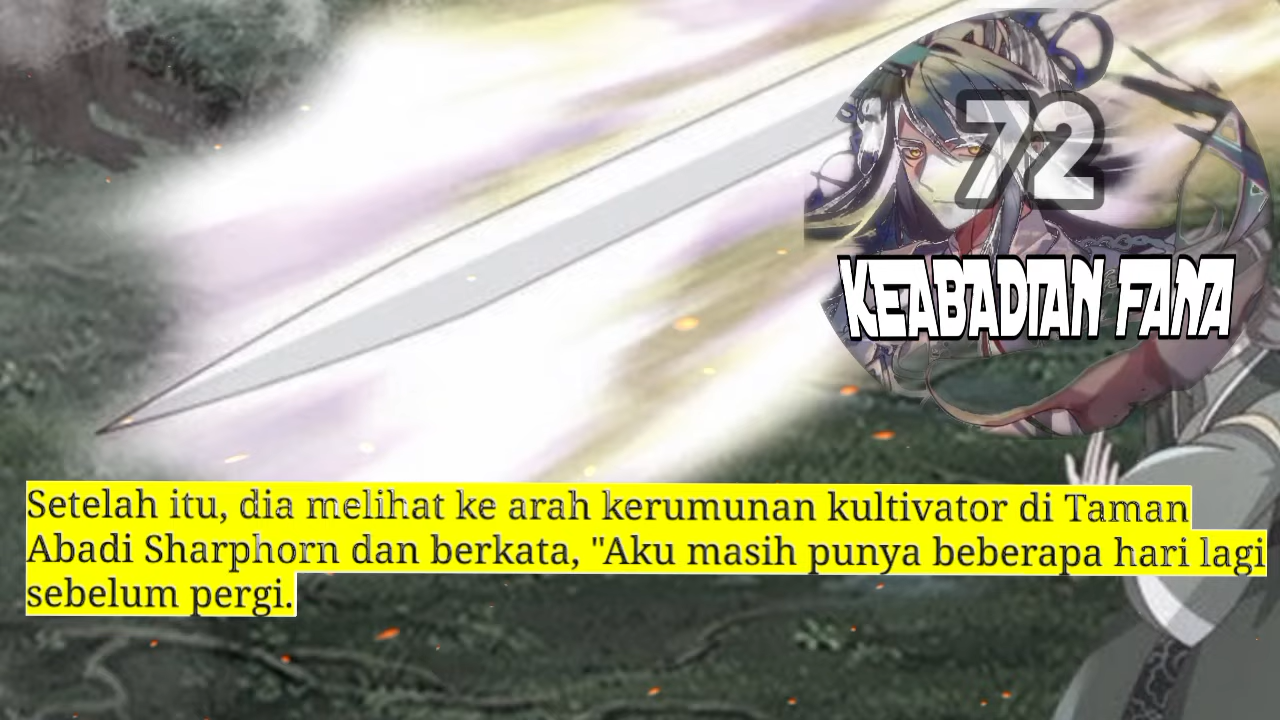 72
KEABADIAN FANA
Setelah itu, dia melihat ke arah kerumunan kultivator di Taman
Abadi Sharphorn dan berkata, "Aku masih punya beberapa hari lagi
sebelum pergi.